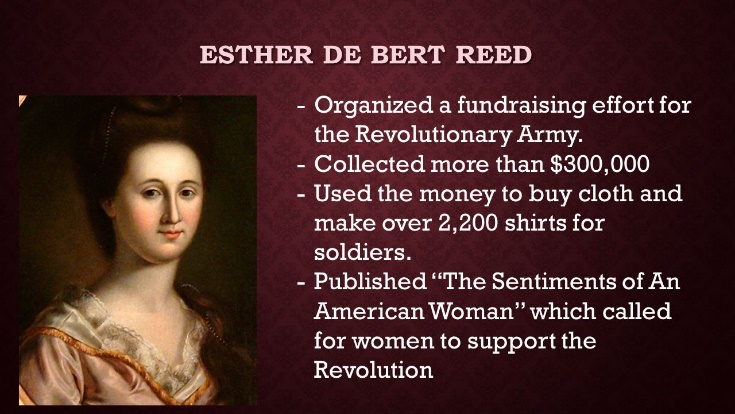 ESTHER DE BERT REED
- Organized a fundraising effort for
the Revolutionary Army.
- Collected more than $300,000
- Used the money to buy cloth and
make over 2,200 shirts for
soldiers.
- Published “The Sentiments of An
American Woman” which called
for women to support the
Revolution